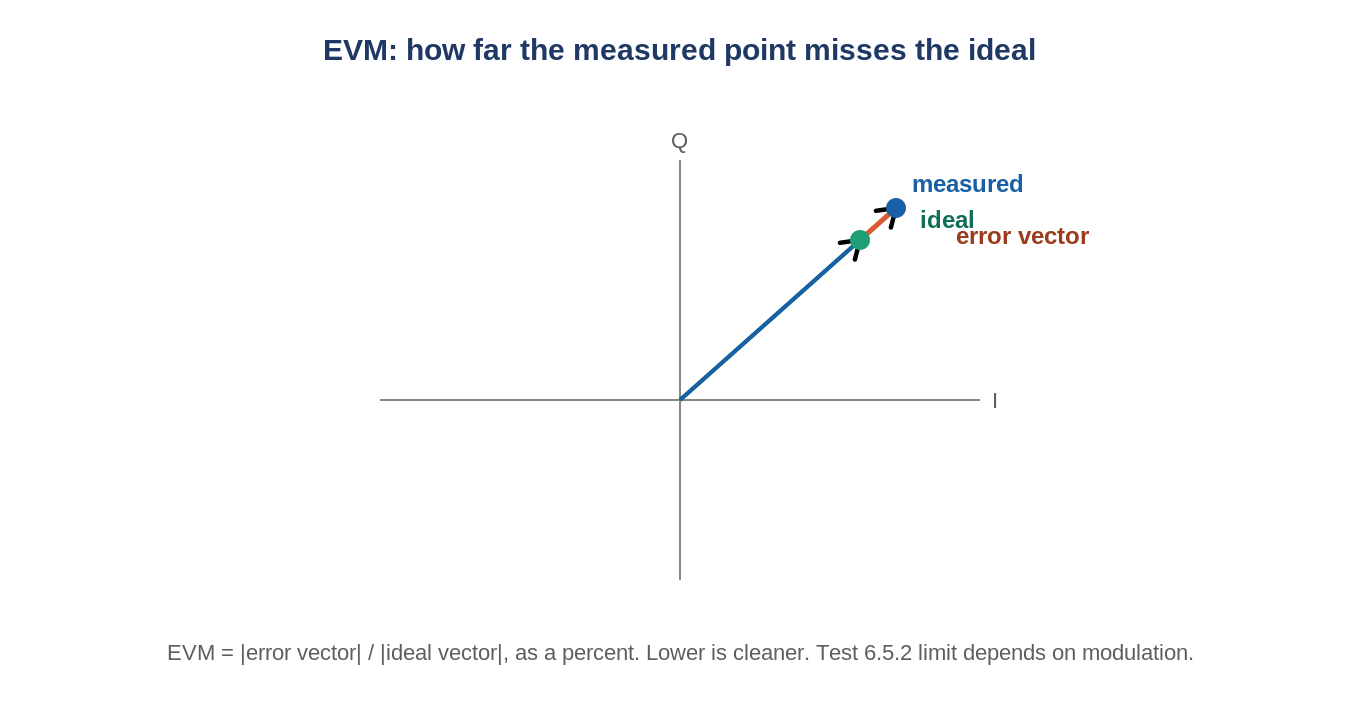 EVM: how far the measured point misses the ideal
Q
measured
ideal
error vector
I
EVM = |error vector| / |ideal vector|, as a percent. Lower is cleaner. Test 6.5.2 limit depends on modulation.